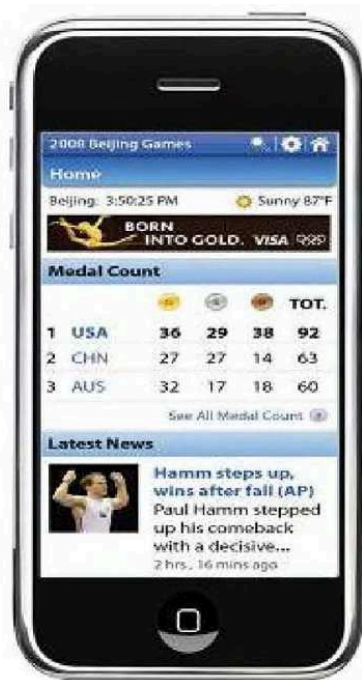 2008 Beijing Games
Home
Beijing: 3:50:25 PM Sunny 87°F
BORN
INTO GOLD. VISA
Medal Count
TOT.
1 USA 36 29 38 92
2 CHN 27 27 14 63
3 AUS 32 17 18 60
See All Medal Count
Latest News
Hamm steps up,
wins after fall (AP)
Paul Hamm stepped
up his comeback
with a decisive...
2 hrs, 16 mins ago